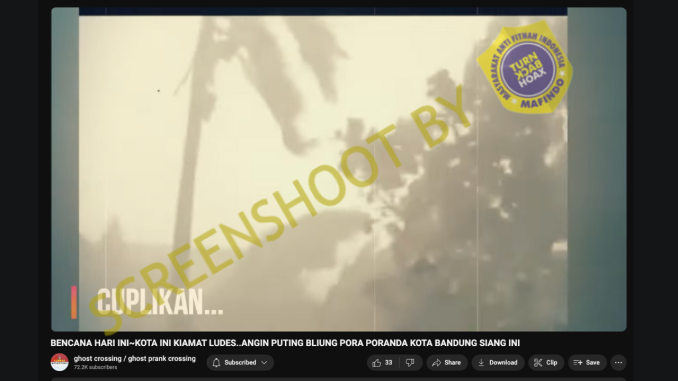 MASYARAKAT ANTI FITNAH INDONESIA
TURN
BACK
HOAX
MAFINDO
SCREENSHOOT BY
CUPLIKAN...
BENCANA HARI INI~KOTA INI KIAMAT LUDES..ANGIN PUTING BLIUNG PORA PORANDA KOTA BANDUNG SIANG INI
ghost crossing / ghost prank crossing
72.2K subscribers
Subscribed
33
Share
Download
Clip
Save